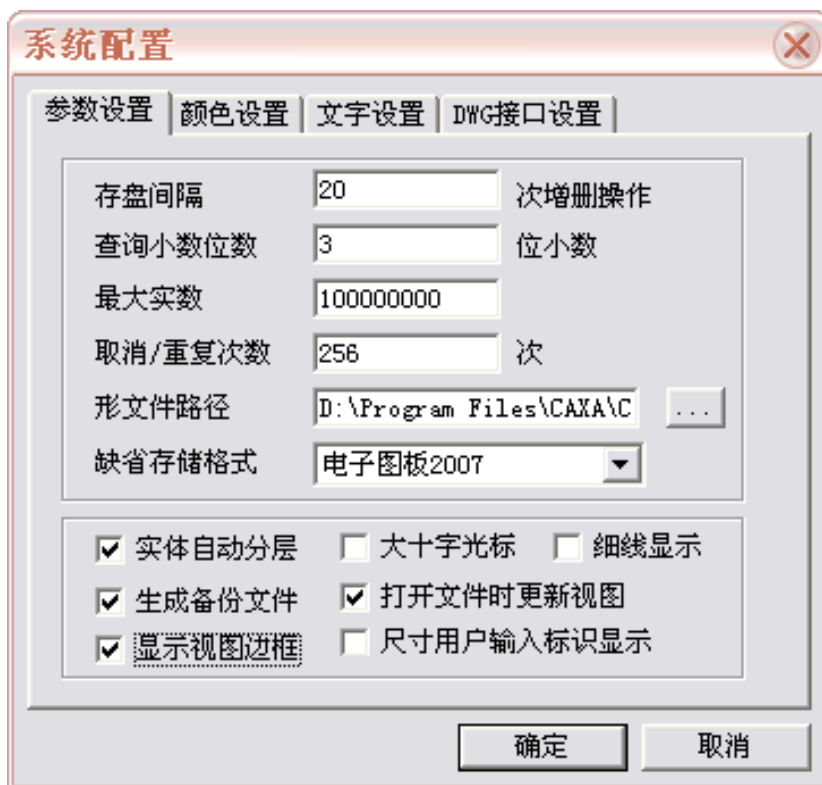 系统配置
参数设置 颜色设置 文字设置 DWG接口设置
存盘间隔 20 次增删操作
查询小数位数 3 位小数
最大实数 100000000
取消/重复次数 256 次
形文件路径 D:\Program Files\CAXA\C ...
缺省存储格式 电子图板2007
实体自动分层 大十字光标 细线显示
生成备份文件 打开文件时更新视图
显示视图边框 尺寸用户输入标识显示
确定 取消